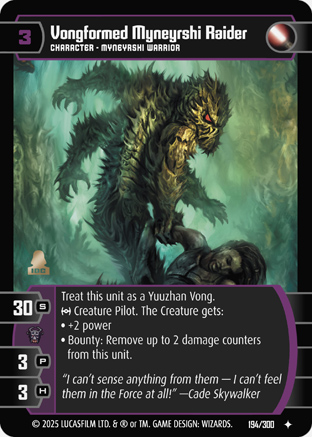 3
Vongformed Myneyrshi Raider
CHARACTER • MYNEYRSHI WARRIOR
IDC
30 S
3 P
3 H
Treat this unit as a Yuuzhan Vong.
Creature Pilot. The Creature gets:
• +2 power
• Bounty: Remove up to 2 damage counters
from this unit.
“I can’t sense anything from them — I can’t feel
them in the Force at all!” —Cade Skywalker
© 2025 LUCASFILM LTD. & ® or TM. GAME DESIGN: WIZARDS. 194/300